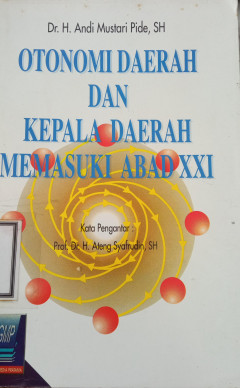 Dr. H. Andi Mustari Pide, SH
OTONOMI DAERAH
DAN
KEPALA DAERAH
MEMASUKI ABAD XXI
Kata Pengantar :
Prof. Dr. H. Ateng Syafrudin, SH
GMP